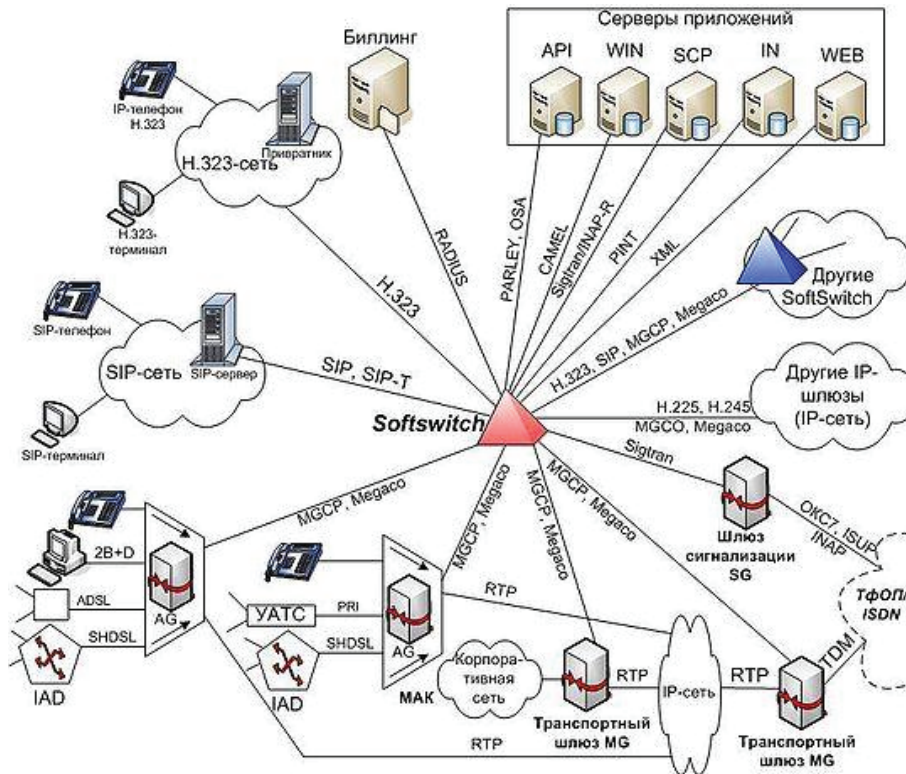 Серверы приложений
Биллинг
API
WIN
SCP
IN
WEB
IP-телефон
H.323
Привратник
H.323-сеть
H.323-
терминал
RADIUS
PARLEY, OSA
CAMEL
Sigtran/INAP-R
PINT
XML
Другие
SoftSwitch
H.323
H.323, SIP, MGCP, Megaco
SIP-телефон
SIP-сеть
SIP-сервер
SIP-терминал
SIP, SIP-T
Softswitch
Другие IP-
шлюзы
(IP-сеть)
H.225, H.245
MGCO, Megaco
Sigtran
MGCP, Megaco
MGCP, Megaco
MGCP, Megaco
MGCP, Megaco
Шлюз
сигнализации
SG
ОКС7, ISUP
INAP
ТфОП/
ISDN
TDM
2B+D
ADSL
SHDSL
IAD
AG
УАТС
PRI
SHDSL
IAD
AG
МАК
RTP
Корпора-
тивная
сеть
RTP
IP-сеть
RTP
Транспортный
шлюз MG
Транспортный
шлюз MG
RTP